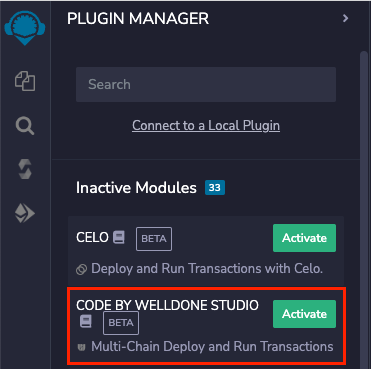 PLUGIN MANAGER
Search
Connect to a Local Plugin
Inactive Modules 33
CELO BETA Activate
Deploy and Run Transactions with Celo.
CODE BY WELLDONE STUDIO
BETA Activate
Multi-Chain Deploy and Run Transactions